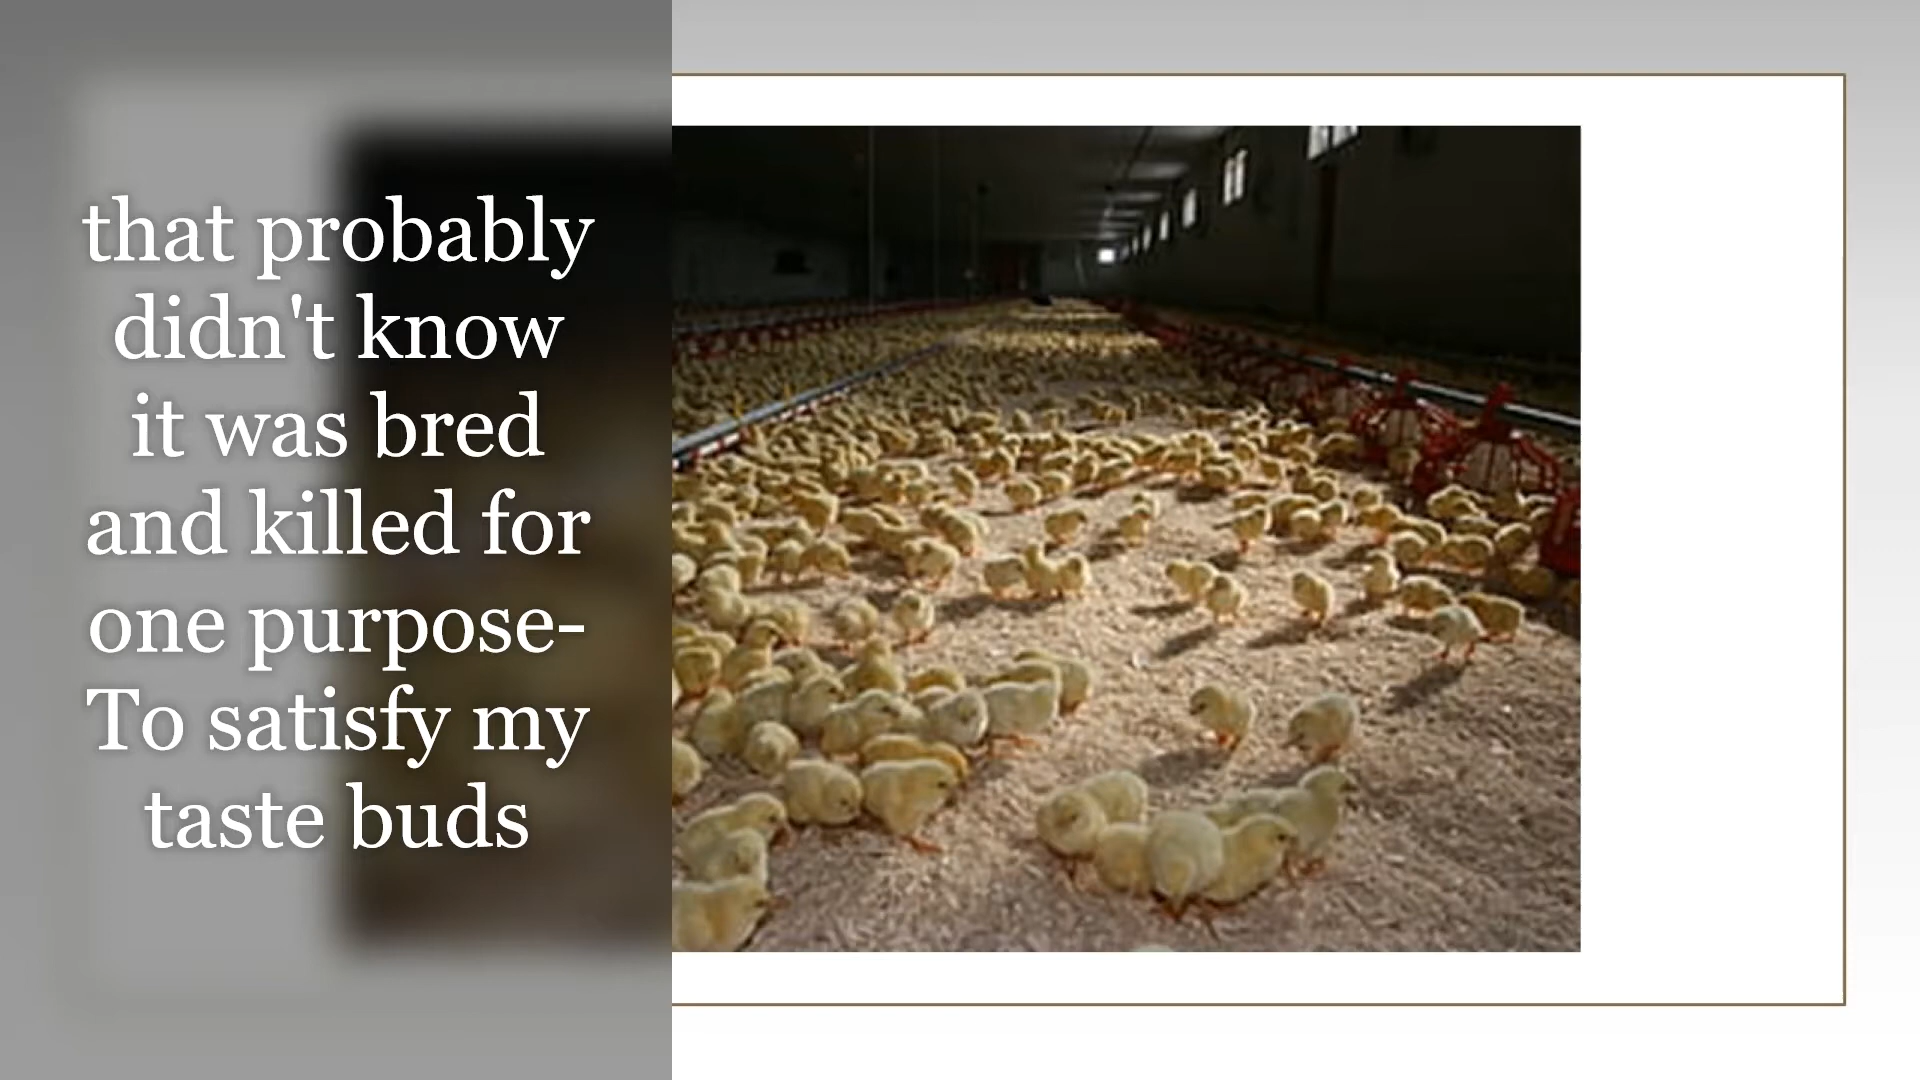 that probably
didn't know
it was bred
and killed for
one purpose-
To satisfy my
taste buds